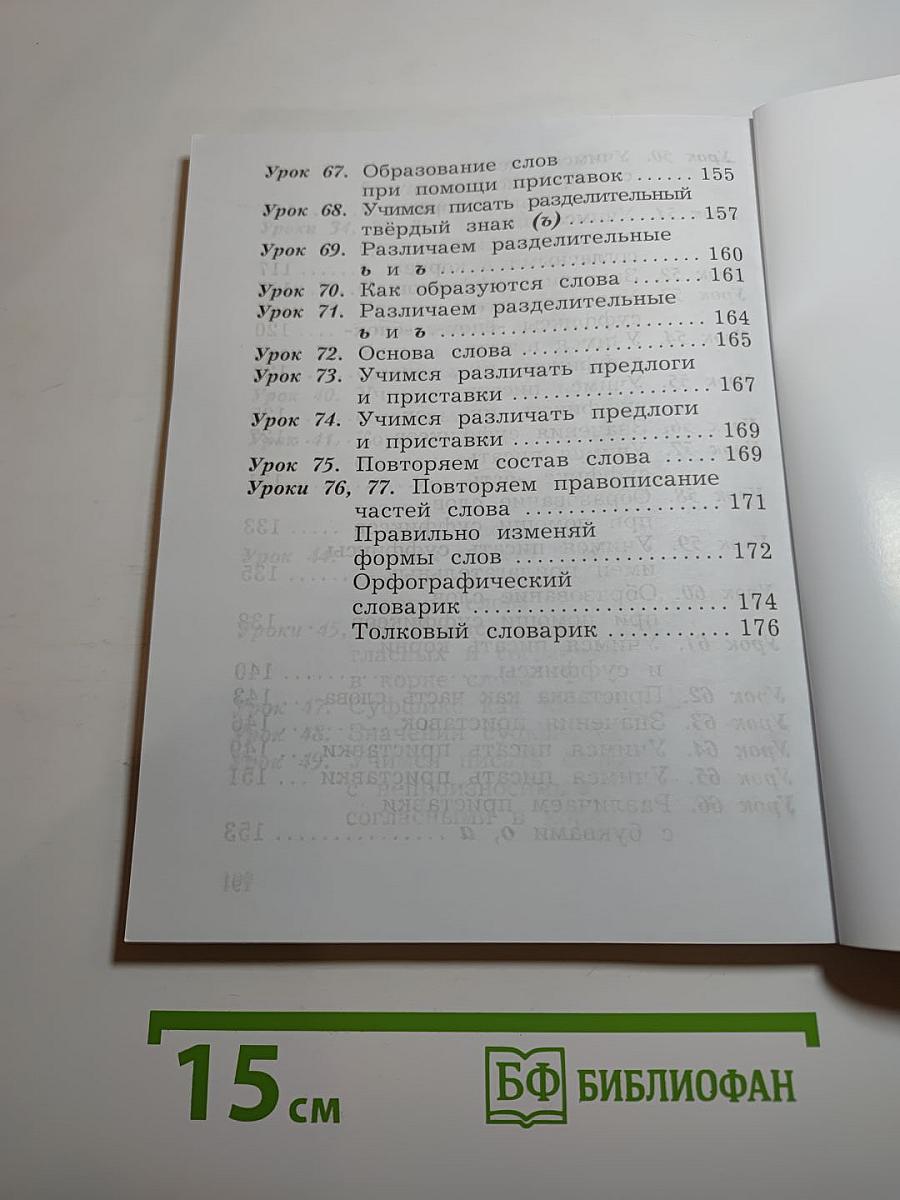 Урок 67. Образование слов
при помощи приставок ...... 155
Урок 68. Учимся писать разделительный
твёрдый знак (ъ) ............ 157
Урок 69. Различаем разделительные
ь и ъ ........................ 160
Урок 70. Как образуются слова ....... 161
Урок 71. Различаем разделительные
ь и ъ ........................ 164
Урок 72. Основа слова ................ 165
Урок 73. Учимся различать предлоги
и приставки .................. 167
Урок 74. Учимся различать предлоги
и приставки .................. 169
Урок 75. Повторяем состав слова ..... 169
Уроки 76, 77. Повторяем правописание
частей слова .................. 171
Правильно изменяй
формы слов .................. 172
Орфографический
словарик ...................... 174
Толковый словарик ........... 176
15 см
БФ БИБЛИОФАН